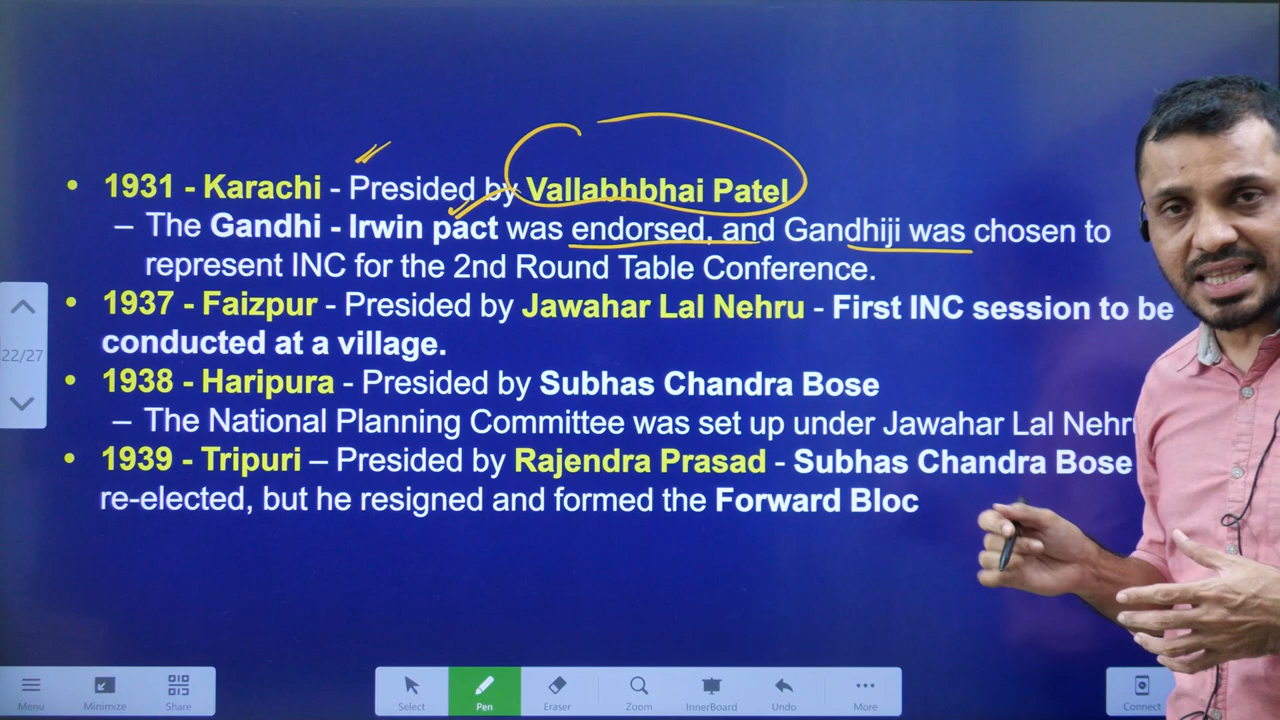 • 1931 - Karachi - Presided by Vallabhbhai Patel
– The Gandhi - Irwin pact was endorsed, and Gandhiji was chosen to
represent INC for the 2nd Round Table Conference.
• 1937 - Faizpur - Presided by Jawahar Lal Nehru - First INC session to be
conducted at a village.
• 1938 - Haripura - Presided by Subhas Chandra Bose
– The National Planning Committee was set up under Jawahar Lal Nehr
• 1939 - Tripuri – Presided by Rajendra Prasad - Subhas Chandra Bose
re-elected, but he resigned and formed the Forward Bloc
22/27
Menu Minimize Share Select Pen Eraser Zoom InnerBoard Undo More Connect